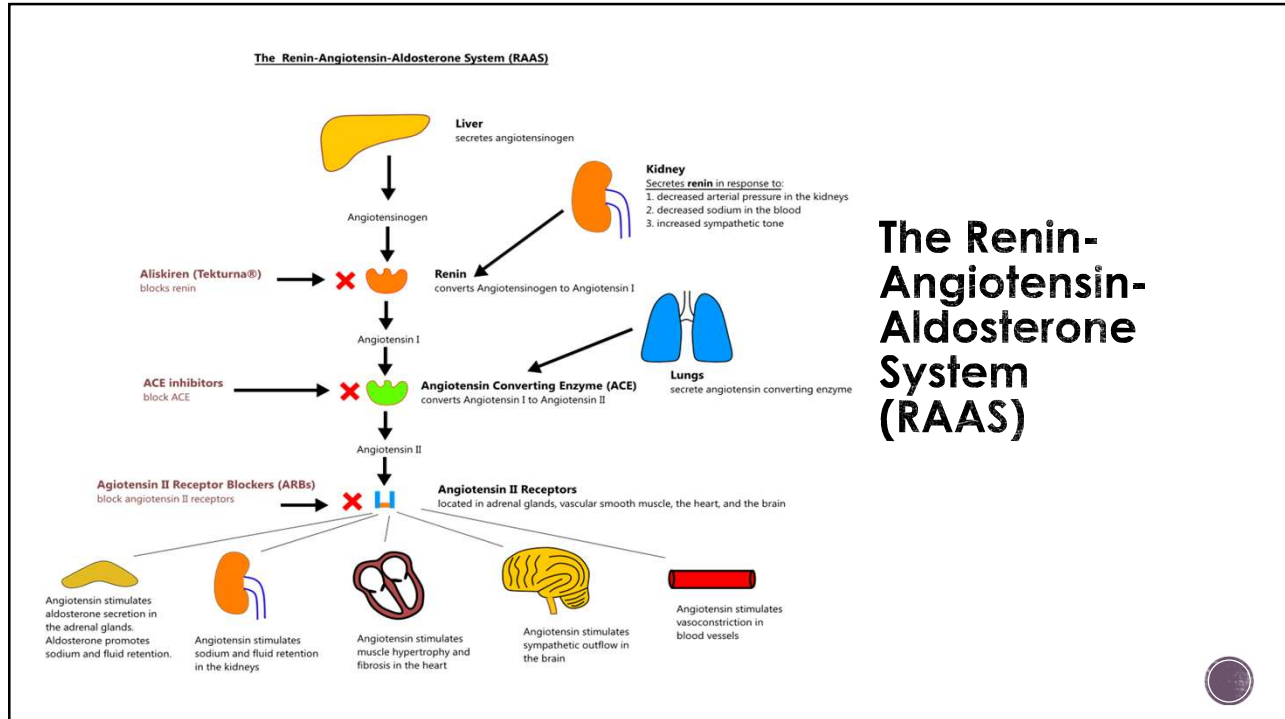 The Renin-Angiotensin-Aldosterone System (RAAS)
Liver
secretes angiotensinogen
Kidney
Secretes renin in response to:
1. decreased arterial pressure in the kidneys
2. decreased sodium in the blood
3. increased sympathetic tone
Angiotensinogen
Aliskiren (Tekturna®)
blocks renin
Renin
converts Angiotensinogen to Angiotensin I
Angiotensin I
Lungs
secrete angiotensin converting enzyme
ACE inhibitors
block ACE
Angiotensin Converting Enzyme (ACE)
converts Angiotensin I to Angiotensin II
Angiotensin II
Agiotensin II Receptor Blockers (ARBs)
block angiotensin II receptors
Angiotensin II Receptors
located in adrenal glands, vascular smooth muscle, the heart, and the brain
Angiotensin stimulates
aldosterone secretion in
the adrenal glands.
Aldosterone promotes
sodium and fluid retention.
Angiotensin stimulates
sodium and fluid retention
in the kidneys
Angiotensin stimulates
muscle hypertrophy and
fibrosis in the heart
Angiotensin stimulates
sympathetic outflow in
the brain
Angiotensin stimulates
vasoconstriction in
blood vessels
The Renin-
Angiotensin-
Aldosterone
System
(RAAS)